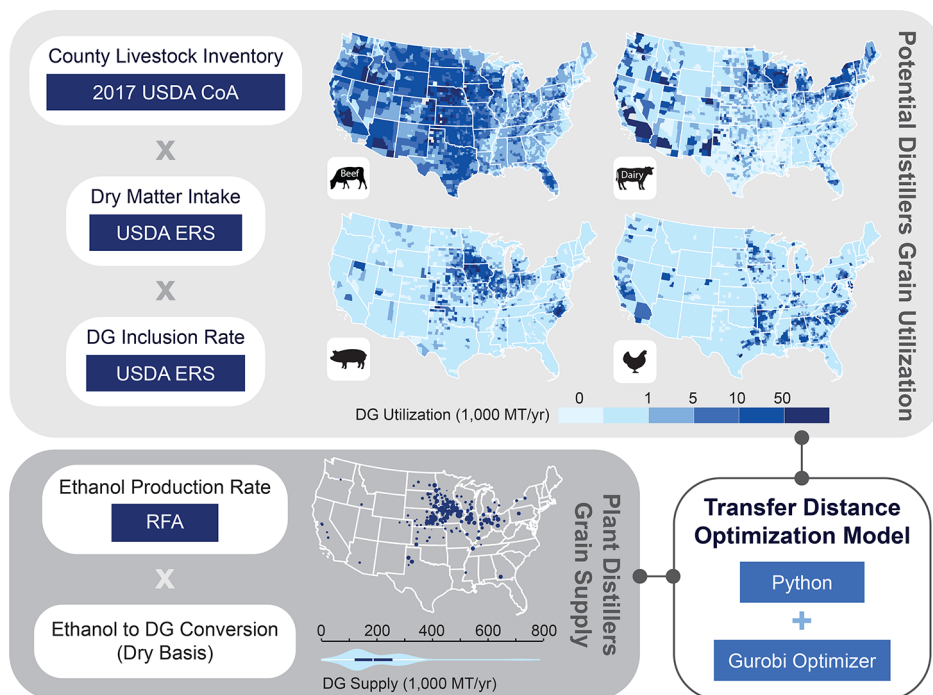 County Livestock Inventory
2017 USDA CoA
X
Dry Matter Intake
USDA ERS
X
DG Inclusion Rate
USDA ERS
Beef
Dairy
DG Utilization (1,000 MT/yr)
0 1 5 10 50
Potential Distillers Grain Utilization
Ethanol Production Rate
RFA
X
Ethanol to DG Conversion
(Dry Basis)
0 200 400 600 800
DG Supply (1,000 MT/yr)
Plant Distillers
Grain Supply
Transfer Distance
Optimization Model
Python
+
Gurobi Optimizer